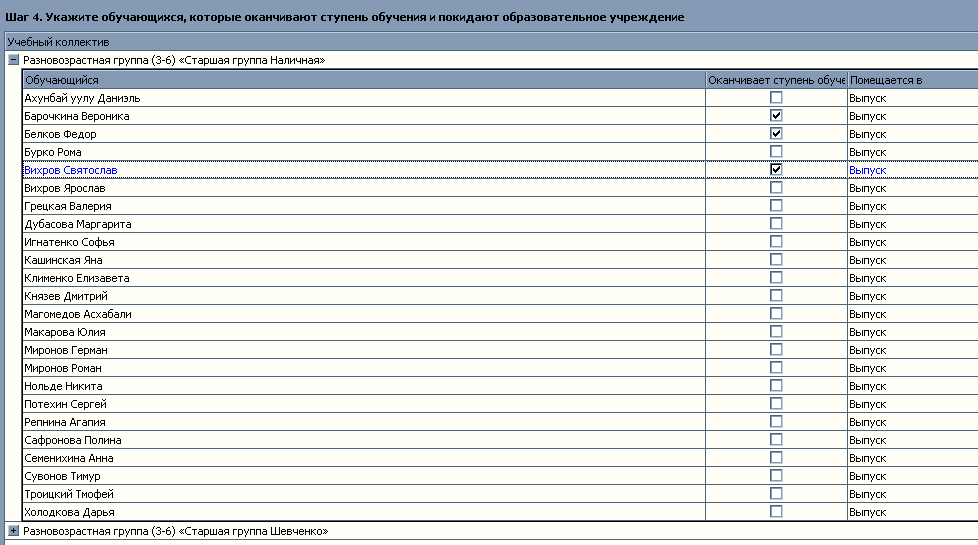 Шаг 4. Укажите обучающихся, которые оканчивают ступень обучения и покидают образовательное учреждение
Учебный коллектив
Разновозрастная группа (3-6) «Старшая группа Наличная»
Обучающийся Оканчивает ступень обуче Помещается в
Ахунбай уулу Даниэль Выпуск
Барочкина Вероника Выпуск
Белков Федор Выпуск
Бурко Рома Выпуск
Вихров Святослав Выпуск
Вихров Ярослав Выпуск
Грецкая Валерия Выпуск
Дубасова Маргарита Выпуск
Игнатенко Софья Выпуск
Кашинская Яна Выпуск
Клименко Елизавета Выпуск
Князев Дмитрий Выпуск
Магомедов Асхабали Выпуск
Макарова Юлия Выпуск
Миронов Герман Выпуск
Миронов Роман Выпуск
Нольде Никита Выпуск
Потехин Сергей Выпуск
Репнина Агапия Выпуск
Сафронова Полина Выпуск
Семенихина Анна Выпуск
Сувонов Тимур Выпуск
Троицкий Тмофей Выпуск
Холодкова Дарья Выпуск
Разновозрастная группа (3-6) «Старшая группа Шевченко»